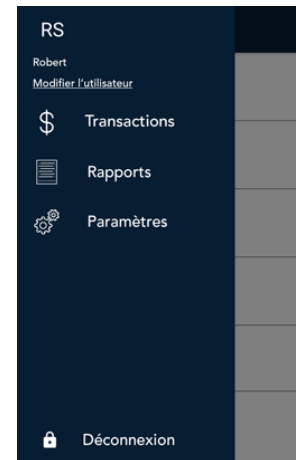 RS
Robert
Modifier l'utilisateur
Transactions
Rapports
Paramètres
Déconnexion